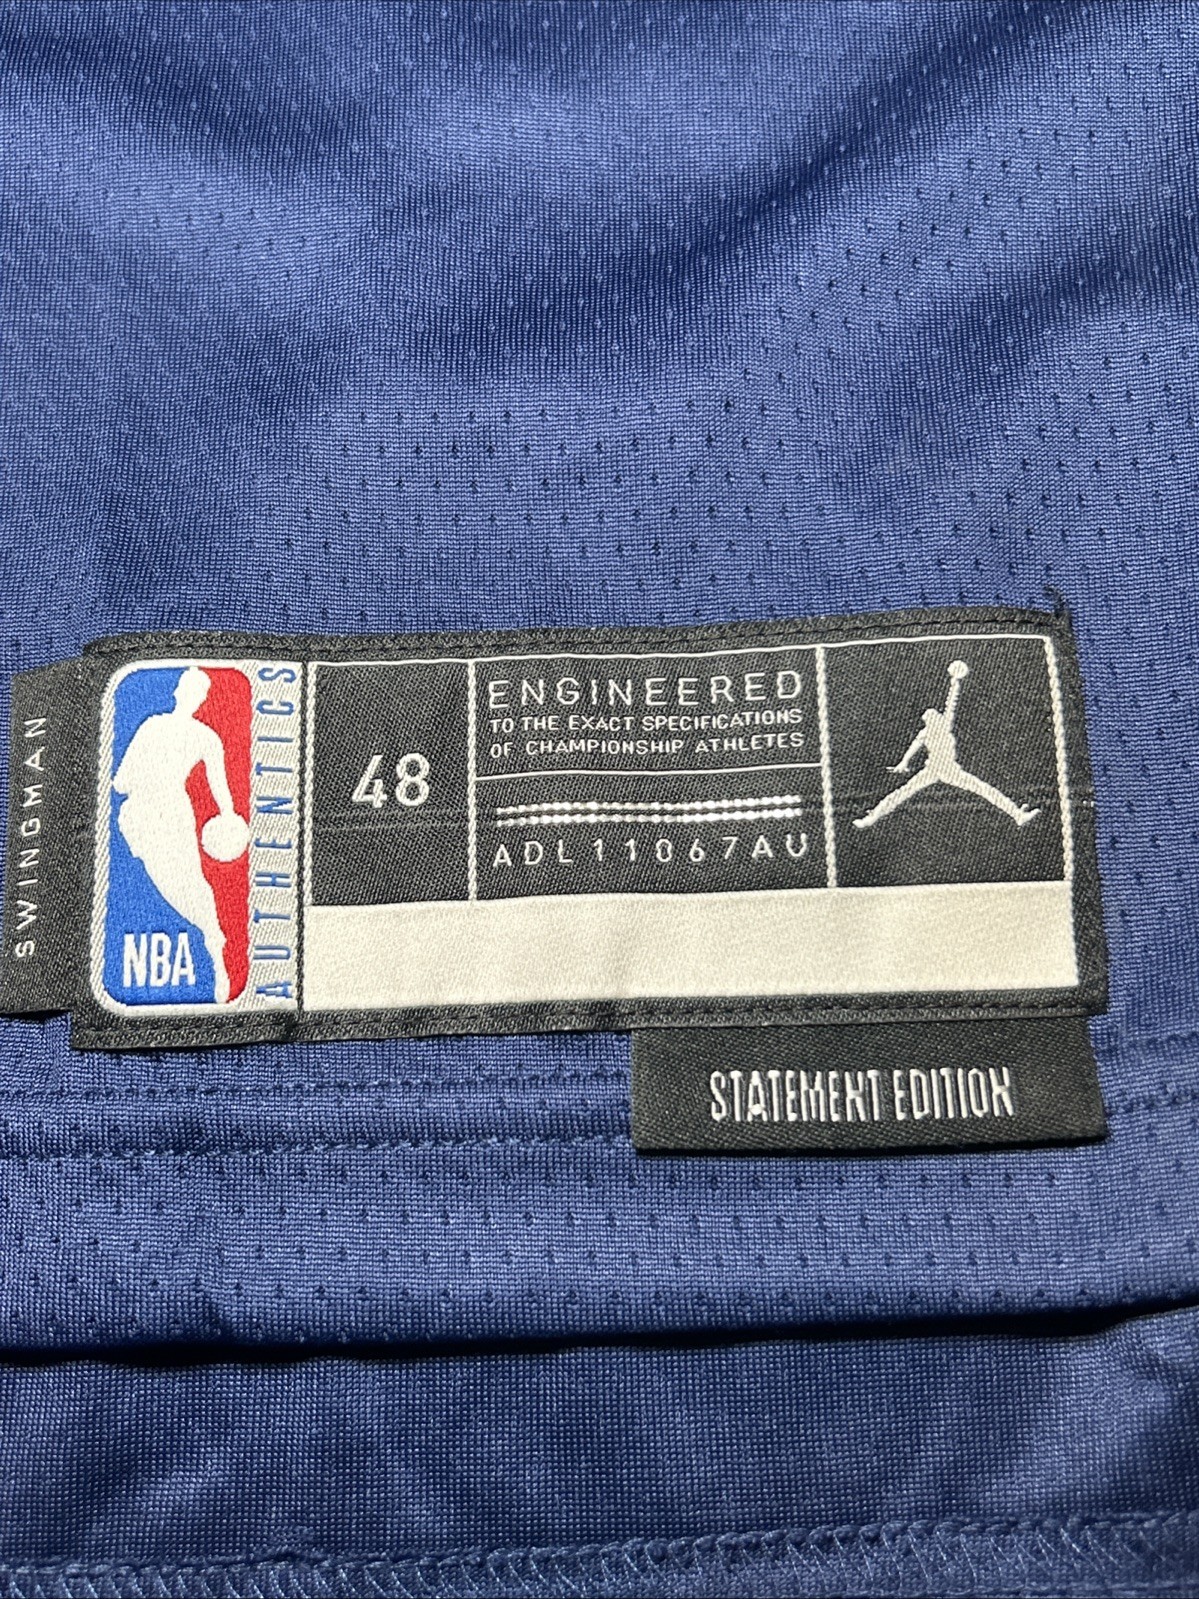 SWINGMAN
NBA
AUTHENTICS
48
ENGINEERED
TO THE EXACT SPECIFICATIONS
OF CHAMPIONSHIP ATHLETES
ADL11067AU
STATEMENT EDITION